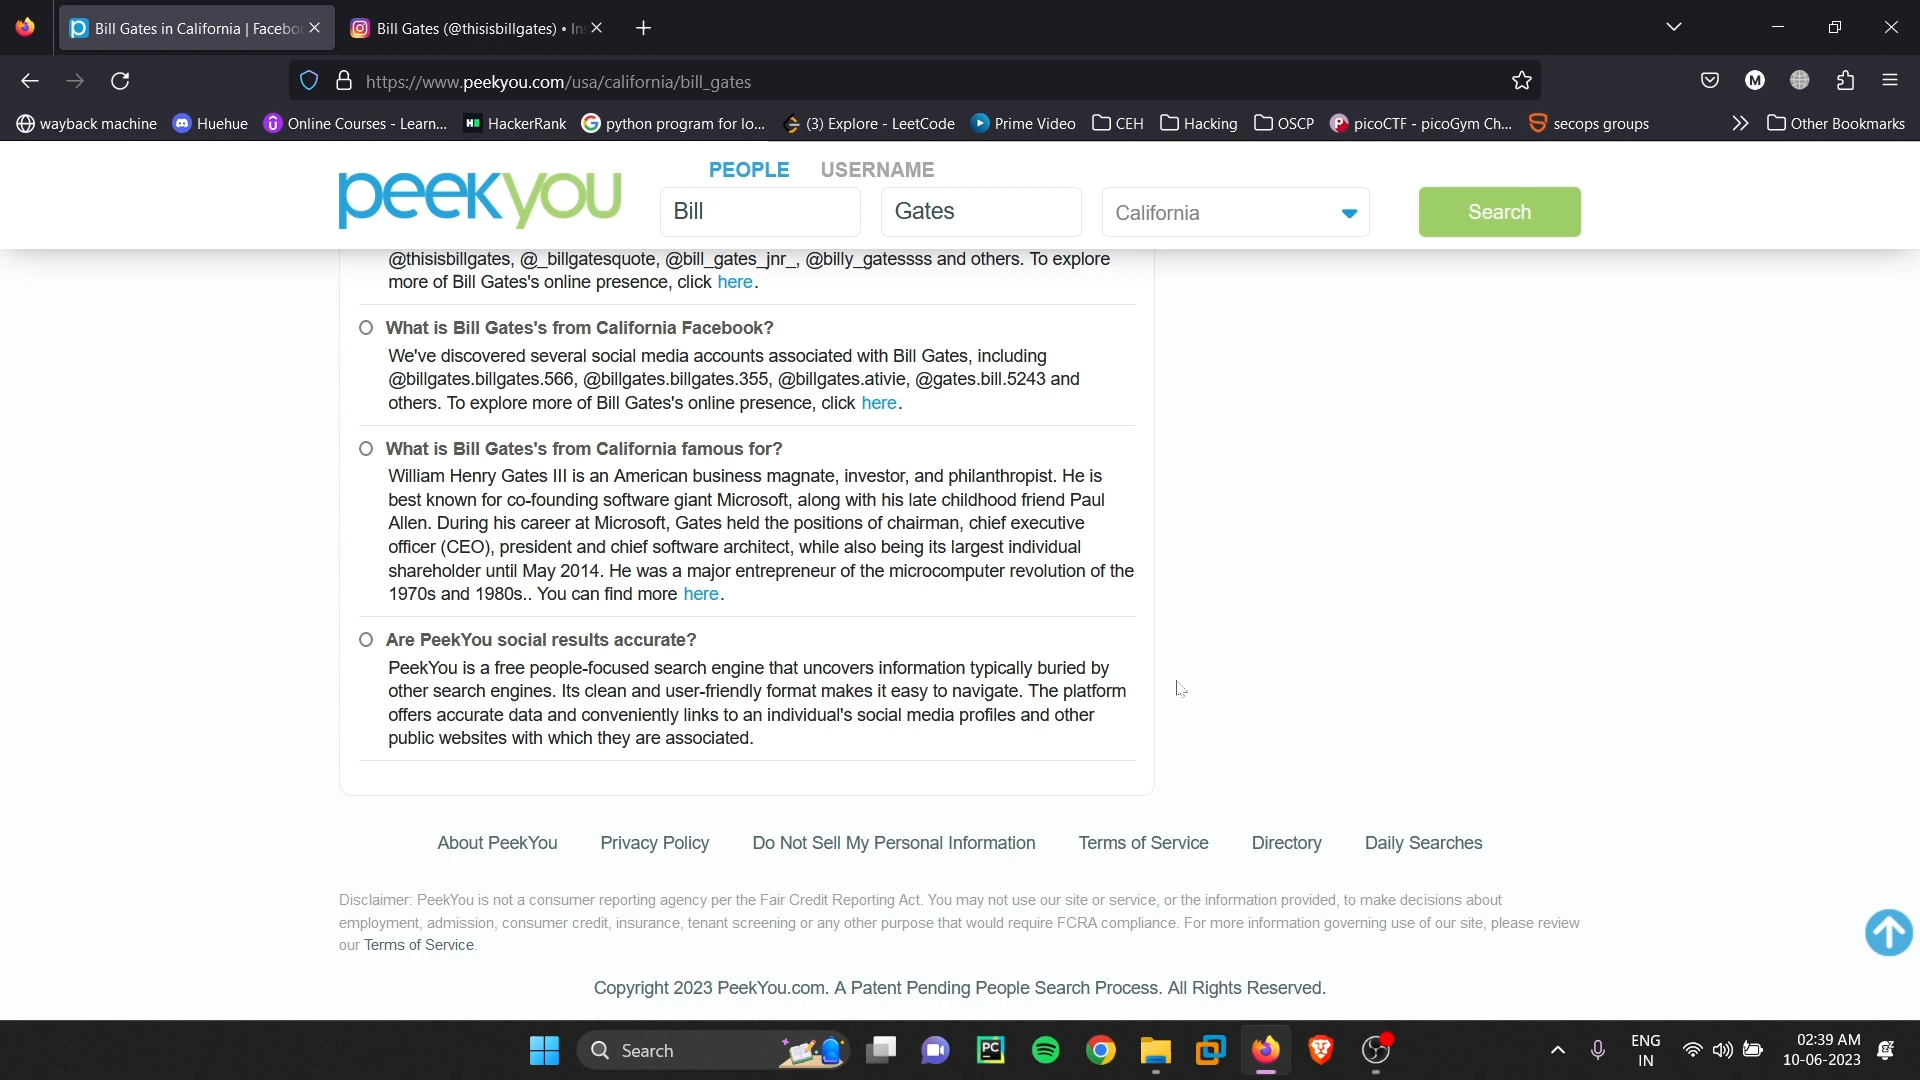 Bill Gates in California | Facebo
Bill Gates (@thisisbillgates) • Ins
https://www.peekyou.com/usa/california/bill_gates
M
wayback machine
Huehue
Online Courses - Learn...
HackerRank
python program for lo...
(3) Explore - LeetCode
Prime Video
CEH
Hacking
OSCP
picoCTF - picoGym Ch...
secops groups
Other Bookmarks
PEOPLE
USERNAME
peekyou
Bill
Gates
California
Search
@thisisbillgates, @_billgatesquote, @bill_gates_jnr_, @billy_gatessss and others. To explore
more of Bill Gates's online presence, click here.
What is Bill Gates's from California Facebook?
We've discovered several social media accounts associated with Bill Gates, including
@billgates.billgates.566, @billgates.billgates.355, @billgates.ativie, @gates.bill.5243 and
others. To explore more of Bill Gates's online presence, click here.
What is Bill Gates's from California famous for?
William Henry Gates III is an American business magnate, investor, and philanthropist. He is
best known for co-founding software giant Microsoft, along with his late childhood friend Paul
Allen. During his career at Microsoft, Gates held the positions of chairman, chief executive
officer (CEO), president and chief software architect, while also being its largest individual
shareholder until May 2014. He was a major entrepreneur of the microcomputer revolution of the
1970s and 1980s.. You can find more here.
Are PeekYou social results accurate?
PeekYou is a free people-focused search engine that uncovers information typically buried by
other search engines. Its clean and user-friendly format makes it easy to navigate. The platform
offers accurate data and conveniently links to an individual's social media profiles and other
public websites with which they are associated.
About PeekYou
Privacy Policy
Do Not Sell My Personal Information
Terms of Service
Directory
Daily Searches
Disclaimer: PeekYou is not a consumer reporting agency per the Fair Credit Reporting Act. You may not use our site or service, or the information provided, to make decisions about
employment, admission, consumer credit, insurance, tenant screening or any other purpose that would require FCRA compliance. For more information governing use of our site, please review
our Terms of Service.
Copyright 2023 PeekYou.com. A Patent Pending People Search Process. All Rights Reserved.
Search
PC
ENG
IN
02:39 AM
10-06-2023